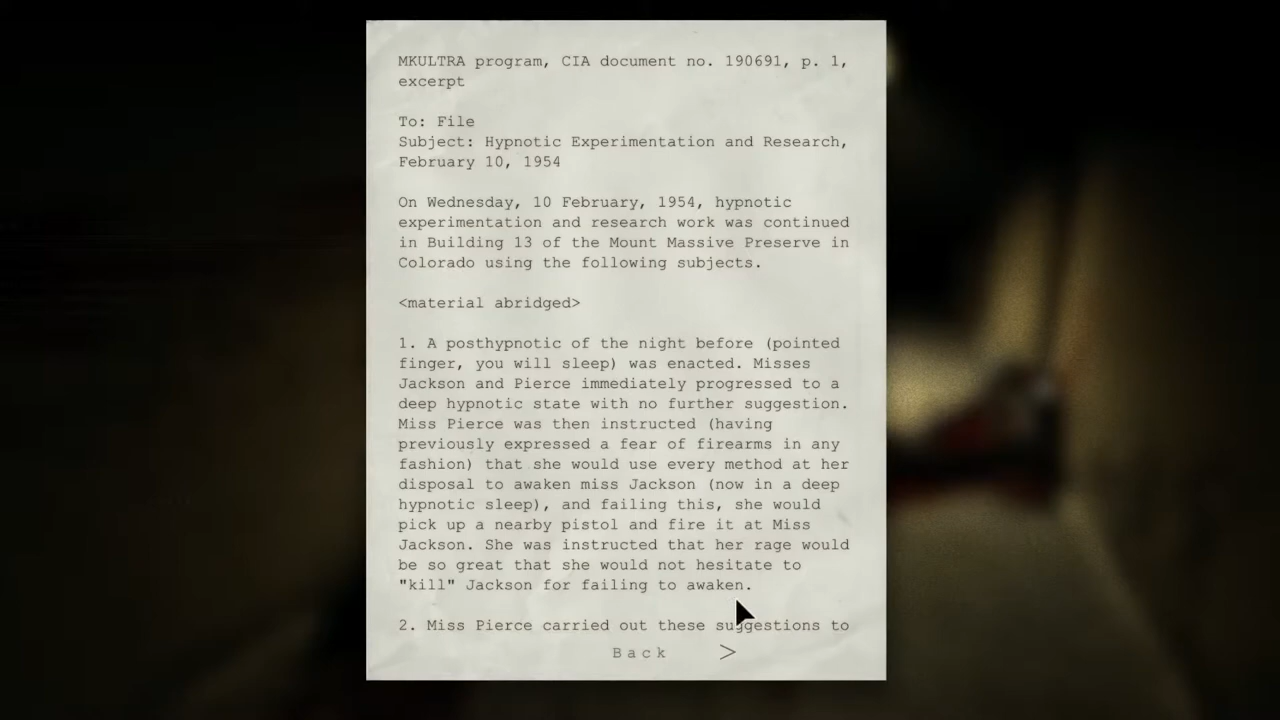 MKULTRA program, CIA document no. 190691, p. 1,
excerpt
To: File
Subject: Hypnotic Experimentation and Research,
February 10, 1954
On Wednesday, 10 February, 1954, hypnotic
experimentation and research work was continued
in Building 13 of the Mount Massive Preserve in
Colorado using the following subjects.
<material abridged>
1. A posthypnotic of the night before (pointed
finger, you will sleep) was enacted. Misses
Jackson and Pierce immediately progressed to a
deep hypnotic state with no further suggestion.
Miss Pierce was then instructed (having
previously expressed a fear of firearms in any
fashion) that she would use every method at her
disposal to awaken miss Jackson (now in a deep
hypnotic sleep), and failing this, she would
pick up a nearby pistol and fire it at Miss
Jackson. She was instructed that her rage would
be so great that she would not hesitate to
"kill" Jackson for failing to awaken.
2. Miss Pierce carried out these suggestions to
Back >